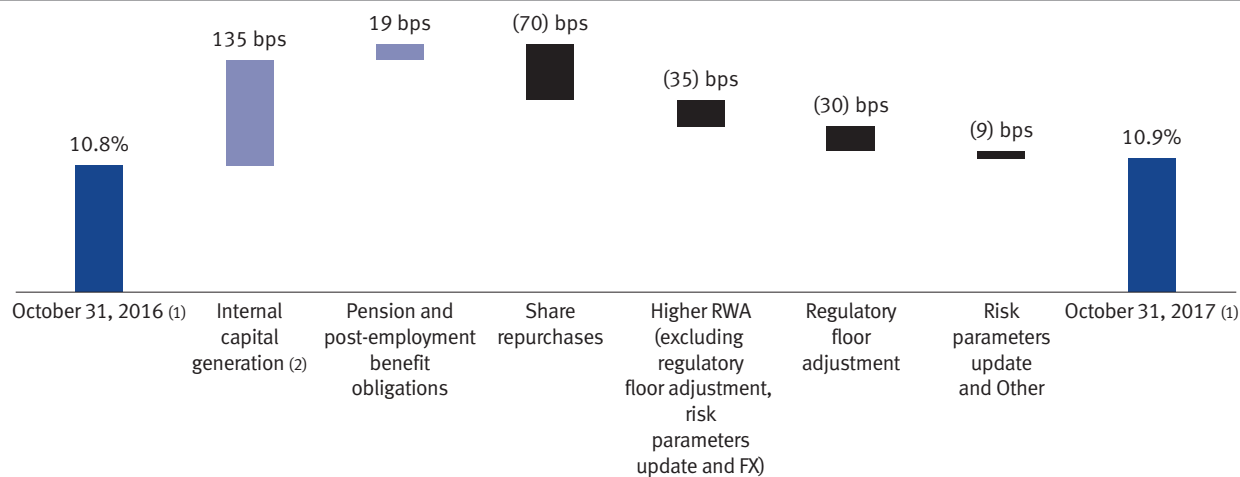 135 bps
19 bps
(70) bps
(35) bps
(30) bps
(9) bps
10.8%
10.9%
October 31, 2016 (1)
Internal
capital
generation (2)
Pension and
post-employment
benefit
obligations
Share
repurchases
Higher RWA
(excluding
regulatory
floor adjustment,
risk
parameters
update and FX)
Regulatory
floor
adjustment
Risk
parameters
update
and Other
October 31, 2017 (1)